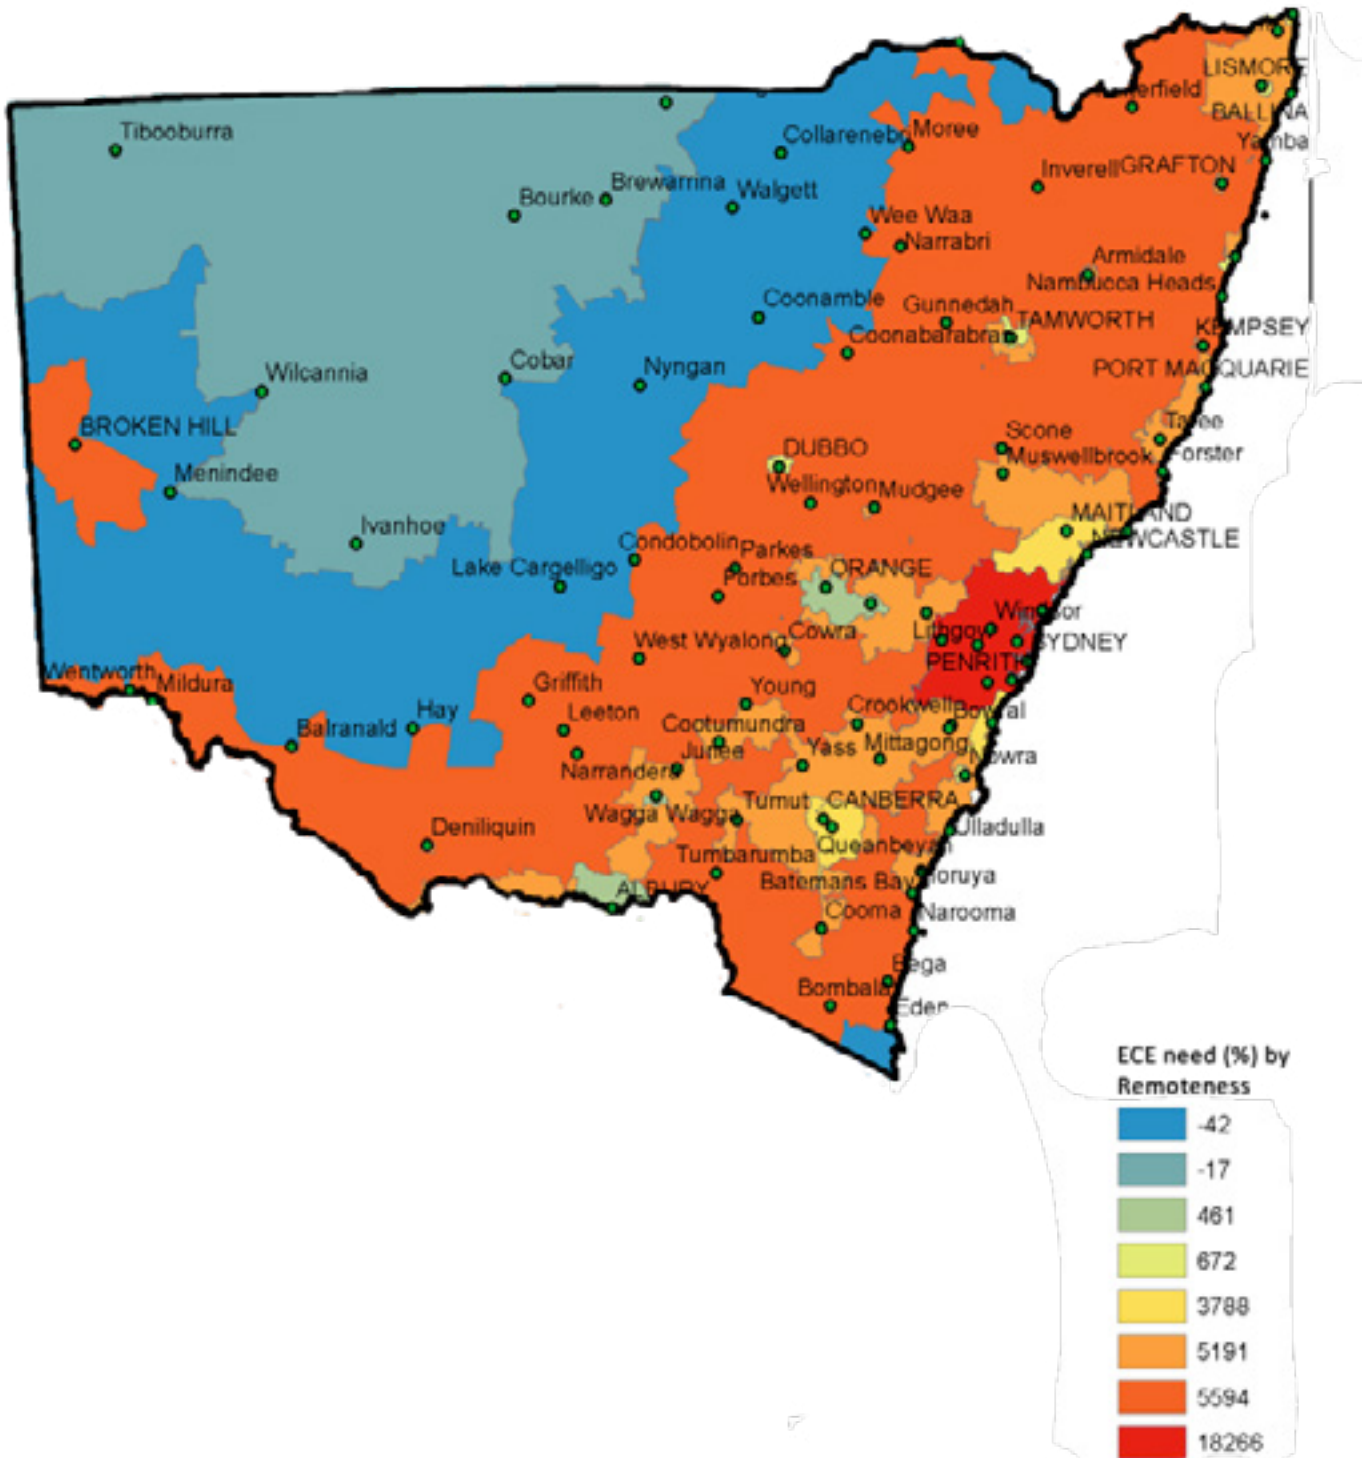 LISMORE
Tibooburra
BALLINA
Collarenebri
Moree
Yamba
Inverell
GRAFTON
Bourke
Brewarrina
Walgett
Wee Waa
Narrabri
Armidale
Nambucca Heads
Coonamble
Gunnedah
TAMWORTH
KEMPSEY
Coonabarabran
Cobar
Nyngan
Wilcannia
PORT MACQUARIE
BROKEN HILL
Taree
Scone
DUBBO
Muswellbrook
Forster
Menindee
Wellington
Mudgee
MAITLAND
Ivanhoe
NEWCASTLE
Condobolin
Parkes
Lake Cargelligo
ORANGE
Forbes
Windsor
West Wyalong
Cowra
Lithgow
SYDNEY
PENRITH
Wentworth
Mildura
Griffith
Young
Crookwell
Bowral
Hay
Leeton
Cootumundra
Balranald
Junee
Yass
Mittagong
Nowra
Narrandera
Tumut
CANBERRA
Wagga Wagga
Deniliquin
Ulladulla
Queanbeyan
Tumbarumba
Batemans Bay
Moruya
ALBURY
Cooma
Narooma
Bega
Bombala
Eden
ECE need (%) by
Remoteness
-42
-17
461
672
3788
5191
5594
18266